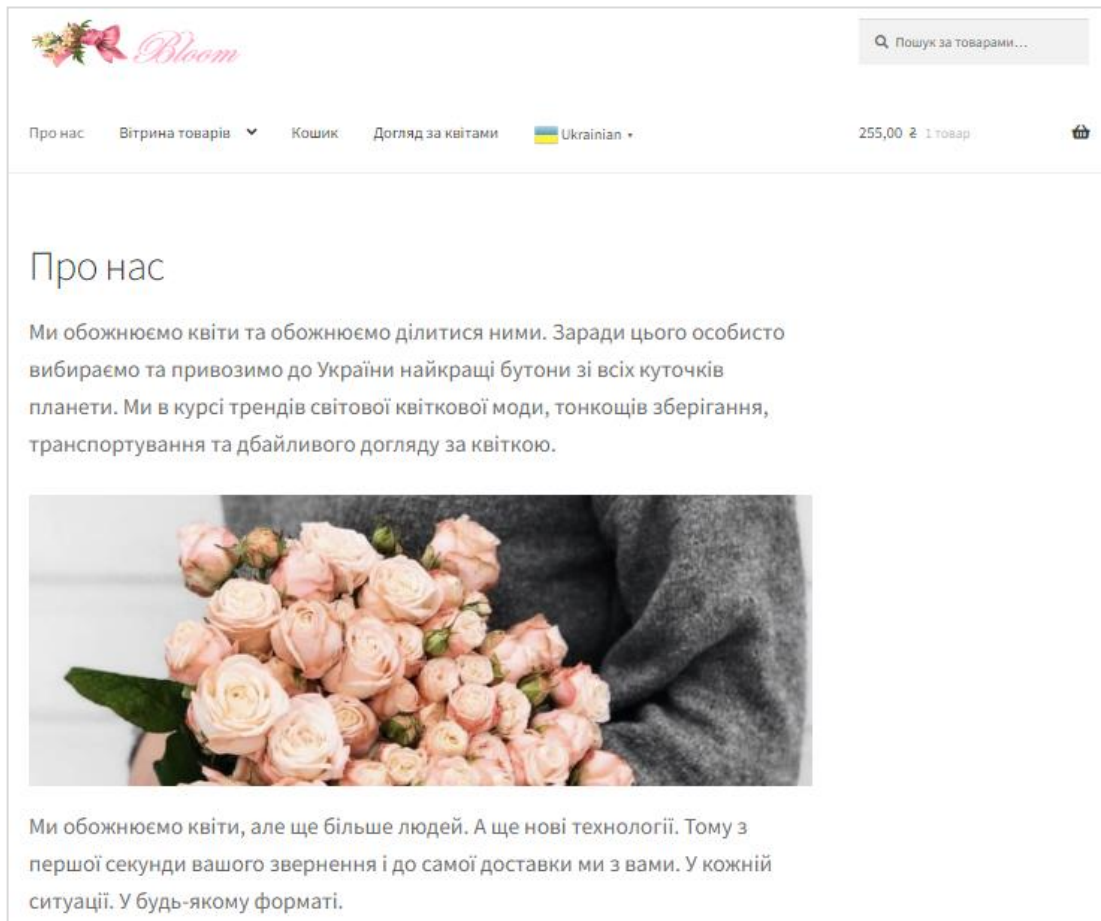 Bloom
Пошук за товарами...
Про нас Вітрина товарів Кошик Догляд за квітами Ukrainian
255,00 ₴ 1 товар
Про нас
Ми обожнюємо квіти та обожнюємо ділитися ними. Заради цього особисто
вибираємо та привозимо до України найкращі бутони зі всіх куточків
планети. Ми в курсі трендів світової квіткової моди, тонкощів зберігання,
транспортування та дбайливого догляду за квіткою.
Ми обожнюємо квіти, але ще більше людей. А ще нові технології. Тому з
першої секунди вашого звернення і до самої доставки ми з вами. У кожній
ситуації. У будь-якому форматі.